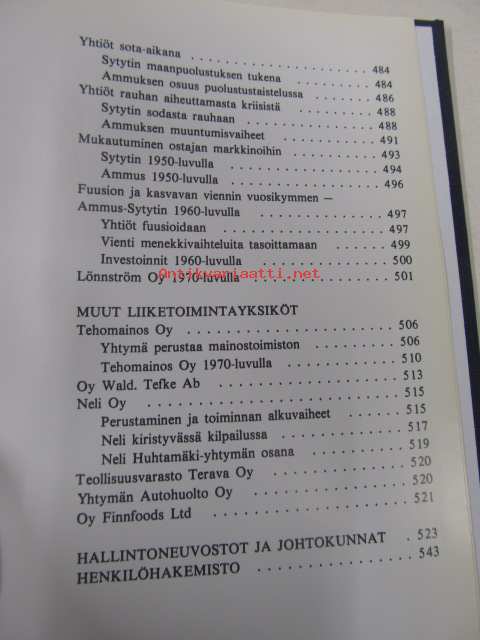 Yhtiöt sota-aikana . . . . . . . . . . . . . . . . . . . . 484
Sytytin maanpuolustuksen tukena . . . . . . . . . 484
Ammuksen osuus puolustustaistelussa . . . . . . . 486
Yhtiöt rauhan aiheuttamasta kriisistä . . . . . . . . . 488
Sytytin sodasta rauhaan . . . . . . . . . . . . . 488
Ammuksen muuntumisvaiheet . . . . . . . . . . 491
Mukautuminen ostajan markkinoihin . . . . . . . . . 493
Sytytin 1950-luvulla . . . . . . . . . . . . . . . 494
Ammus 1950-luvulla . . . . . . . . . . . . . . . 496
Fuusion ja kasvavan viennin vuosikymmen —
Ammus-Sytytin 1960-luvulla . . . . . . . . . . . . 497
Yhtiöt fuusioidaan . . . . . . . . . . . . . . . . 497
Vienti menekkivaihteluita tasoittamaan . . . . . . 499
Investoinnit 1960-luvulla . . . . . . . . . . . . . 500
Lönnström Oy 1970-luvulla . . . . . . . . . . . . . 501
Antikvariaatti.net
MUUT LIIKETOIMINTAYKSIKÖT
Tehomainos Oy . . . . . . . . . . . . . . . . . . . 506
Yhtymä perustaa mainostoimiston . . . . . . . . 506
Tehomainos Oy 1970-luvulla . . . . . . . . . . . 510
Oy Wald. Tefke Ab . . . . . . . . . . . . . . . . . 513
Neli Oy . . . . . . . . . . . . . . . . . . . . . . 515
Perustaminen ja toiminnan alkuvaiheet . . . . . . 515
Neli kiristyvässä kilpailussa . . . . . . . . . . . 517
Neli Huhtamäki-yhtymän osana . . . . . . . . . 519
Teollisuusvarasto Terava Oy . . . . . . . . . . . . 520
Yhtymän Autohuolto Oy . . . . . . . . . . . . . . 520
Oy Finnfoods Ltd . . . . . . . . . . . . . . . . . 521
HALLINTONEUVOSTOT JA JOHTOKUNNAT . 523
HENKILÖHAKEMISTO . . . . . . . . . . . . . 543